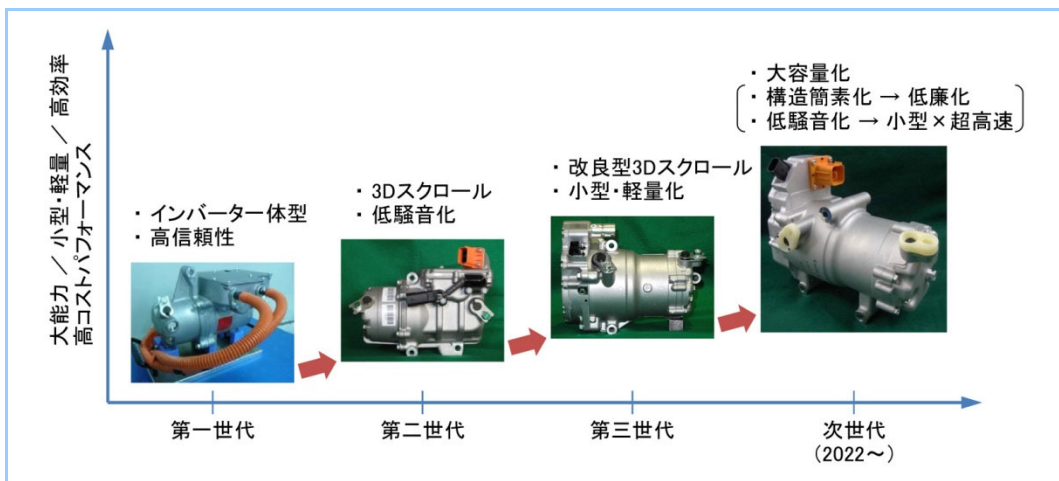 大能力 / 小型・軽量 / 高効率
高コストパフォーマンス
・ インバーター体型
・ 高信頼性
・ 3Dスクロール
・ 低騒音化
・ 改良型3Dスクロール
・ 小型・軽量化
・ 大容量化
・ 構造簡素化 → 低廉化
・ 低騒音化 → 小型×超高速
第一世代
第二世代
第三世代
次世代
(2022～)